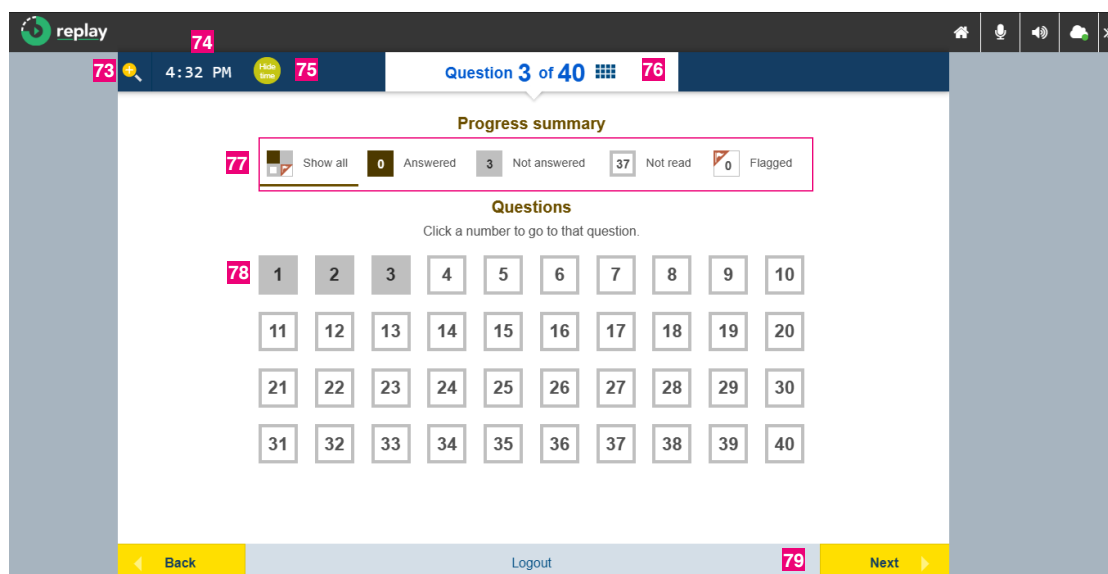 replay
74
73 4:32 PM Hide time 75 Question 3 of 40 76
Progress summary
77 Show all 0 Answered 3 Not answered 37 Not read 0 Flagged
Questions
Click a number to go to that question.
78 1 2 3 4 5 6 7 8 9 10
11 12 13 14 15 16 17 18 19 20
21 22 23 24 25 26 27 28 29 30
31 32 33 34 35 36 37 38 39 40
Back Logout 79 Next